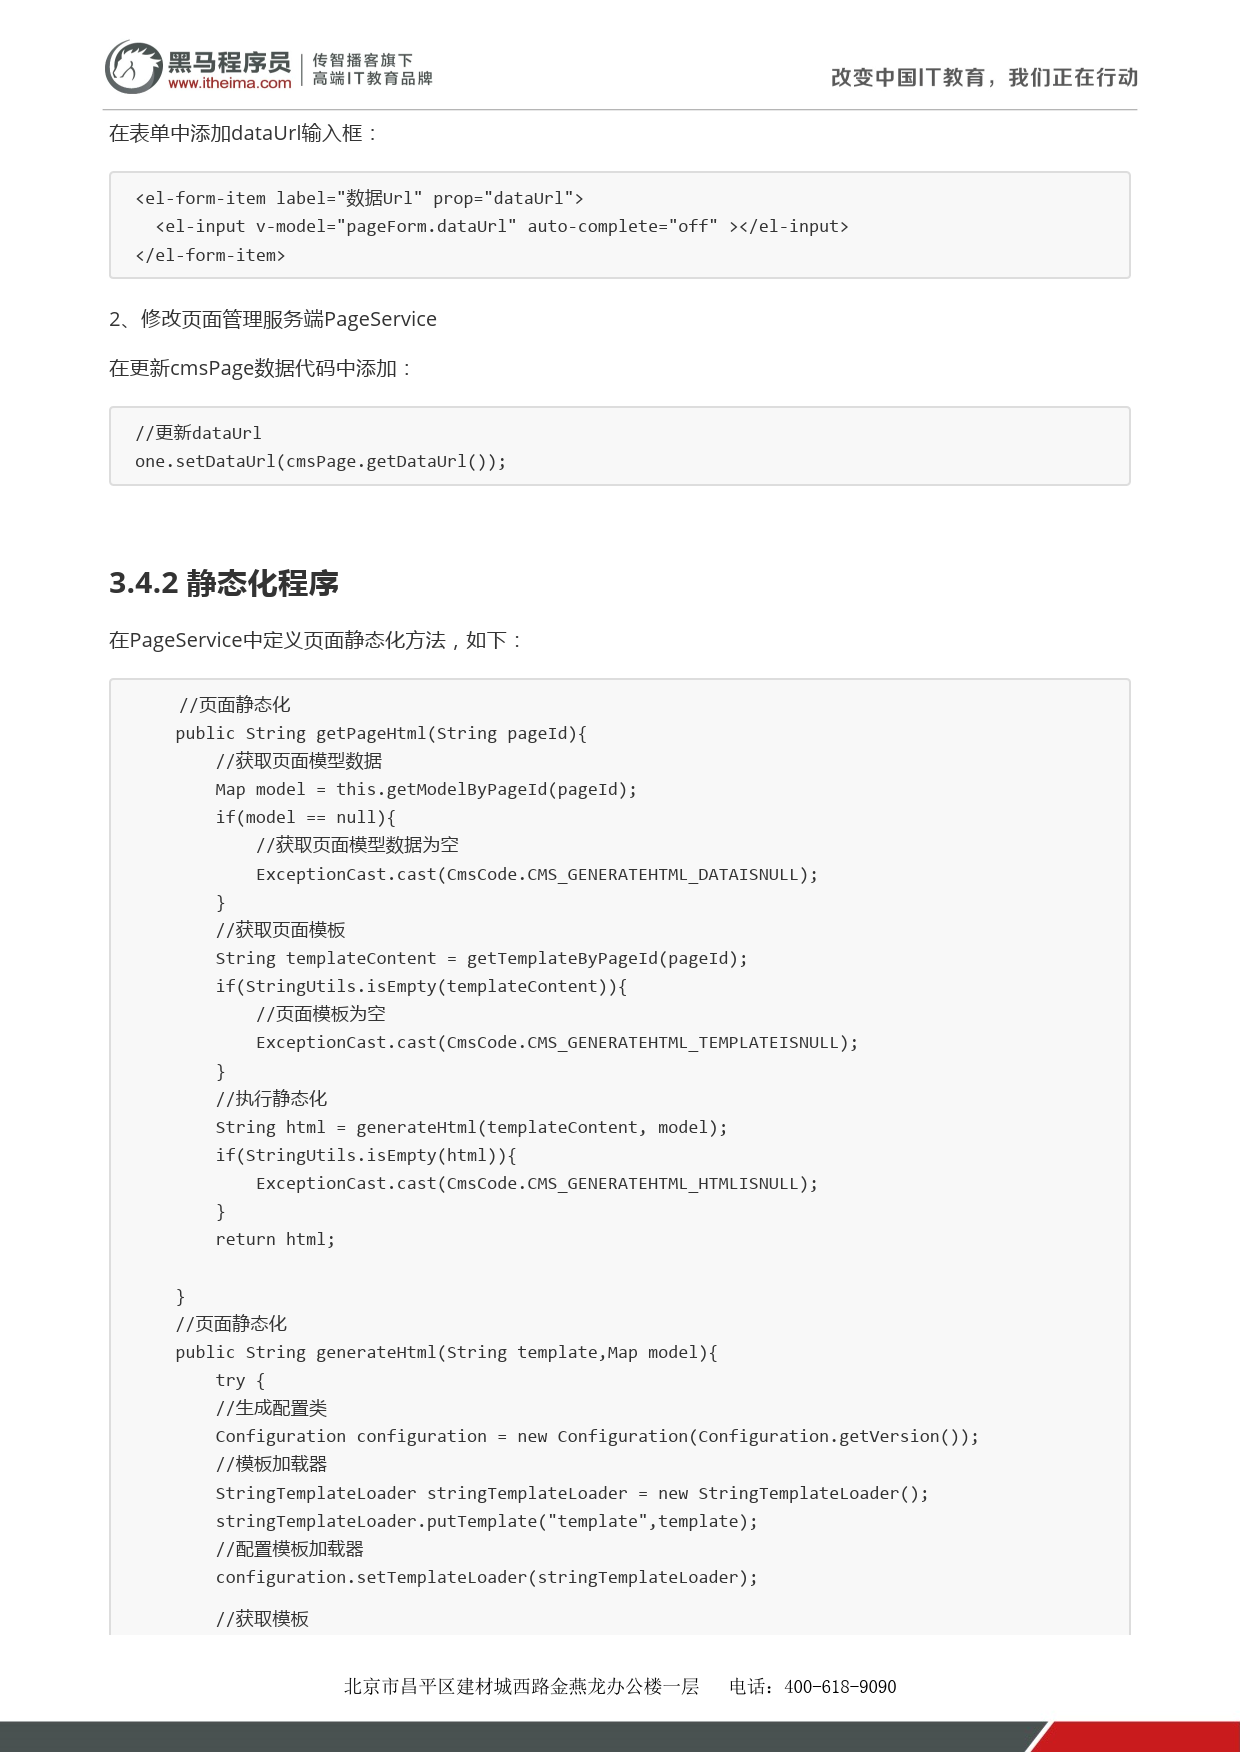 黑马程序员
www.itheima.com
传智播客旗下
高端IT教育品牌
改变中国IT教育，我们正在行动
在表单中添加dataUrl输入框：
<el-form-item label="数据Url" prop="dataUrl">
  <el-input v-model="pageForm.dataUrl" auto-complete="off" ></el-input>
</el-form-item>
2、修改页面管理服务端PageService
在更新cmsPage数据代码中添加：
//更新dataUrl
one.setDataUrl(cmsPage.getDataUrl());
3.4.2 静态化程序
在PageService中定义页面静态化方法，如下：
    //页面静态化
    public String getPageHtml(String pageId){
        //获取页面模型数据
        Map model = this.getModelByPageId(pageId);
        if(model == null){
            //获取页面模型数据为空
            ExceptionCast.cast(CmsCode.CMS_GENERATEHTML_DATAISNULL);
        }
        //获取页面模板
        String templateContent = getTemplateByPageId(pageId);
        if(StringUtils.isEmpty(templateContent)){
            //页面模板为空
            ExceptionCast.cast(CmsCode.CMS_GENERATEHTML_TEMPLATEISNULL);
        }
        //执行静态化
        String html = generateHtml(templateContent, model);
        if(StringUtils.isEmpty(html)){
            ExceptionCast.cast(CmsCode.CMS_GENERATEHTML_HTMLISNULL);
        }
        return html;
    }
    //页面静态化
    public String generateHtml(String template,Map model){
        try {
        //生成配置类
        Configuration configuration = new Configuration(Configuration.getVersion());
        //模板加载器
        StringTemplateLoader stringTemplateLoader = new StringTemplateLoader();
        stringTemplateLoader.putTemplate("template",template);
        //配置模板加载器
        configuration.setTemplateLoader(stringTemplateLoader);
        //获取模板
北京市昌平区建材城西路金燕龙办公楼一层 电话：400-618-9090